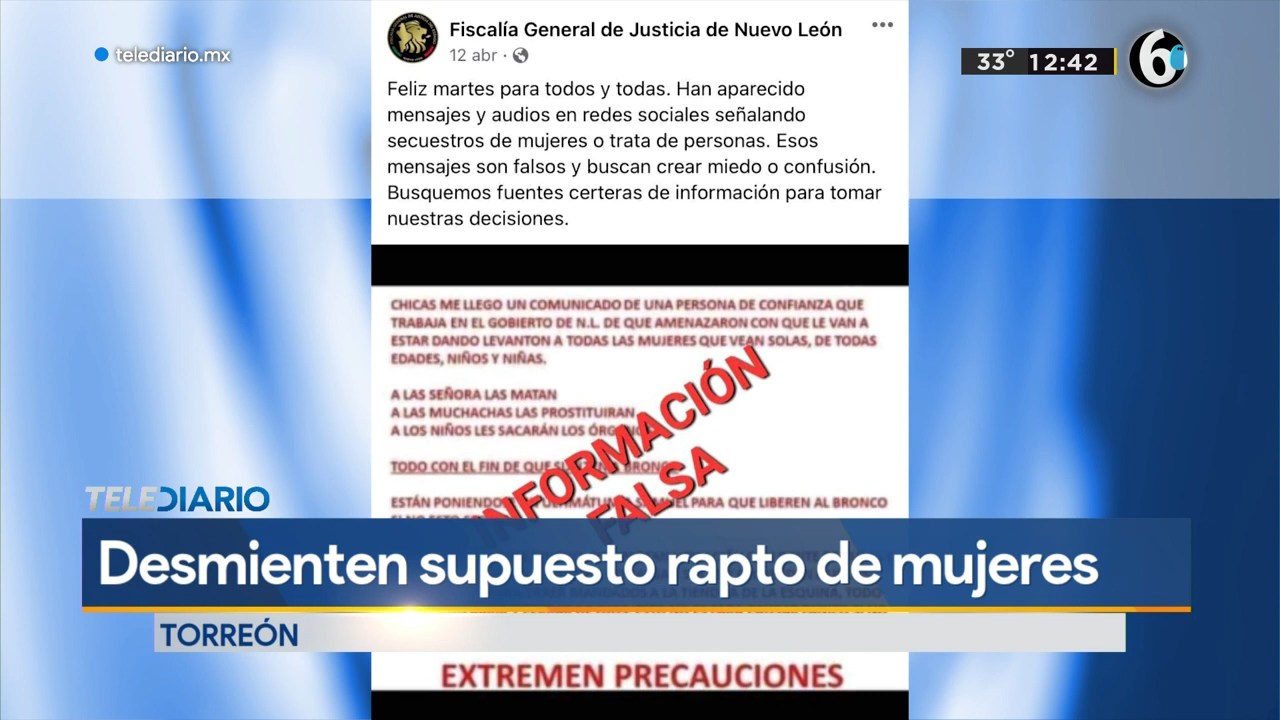 Fiscalía General de Justicia de Nuevo León
12 abr
telediario.mx
33° 12:42
6
Feliz martes para todos y todas. Han aparecido
mensajes y audios en redes sociales señalando
secuestros de mujeres o trata de personas. Esos
mensajes son falsos y buscan crear miedo o confusión.
Busquemos fuentes certeras de información para tomar
nuestras decisiones.
CHICAS ME LLEGO UN COMUNICADO DE UNA PERSONA DE CONFIANZA QUE
TRABAJA EN EL GOBIERTO DE N.L. DE QUE AMENAZARON CON QUE LE VAN A
ESTAR DANDO LEVANTON A TODAS LAS MUJERES QUE VEAN SOLAS, DE TODAS
EDADES, NIÑOS Y NIÑAS.
A LAS SEÑORA LAS MATAN
A LAS MUCHACHAS LAS PROSTITUIRAN
A LOS NIÑOS LES SACARÁN LOS
TODO CON EL FIN DE QUE
ESTÁN PONIENDO PARA QUE LIBEREN AL BRONCO
INFORMACIÓN
FALSA
TELEDIARIO
Desmienten supuesto rapto de mujeres
MANDADOS A LA DE LA ESQUINA, TODO
TORREÓN
EXTREMEN PRECAUCIONES